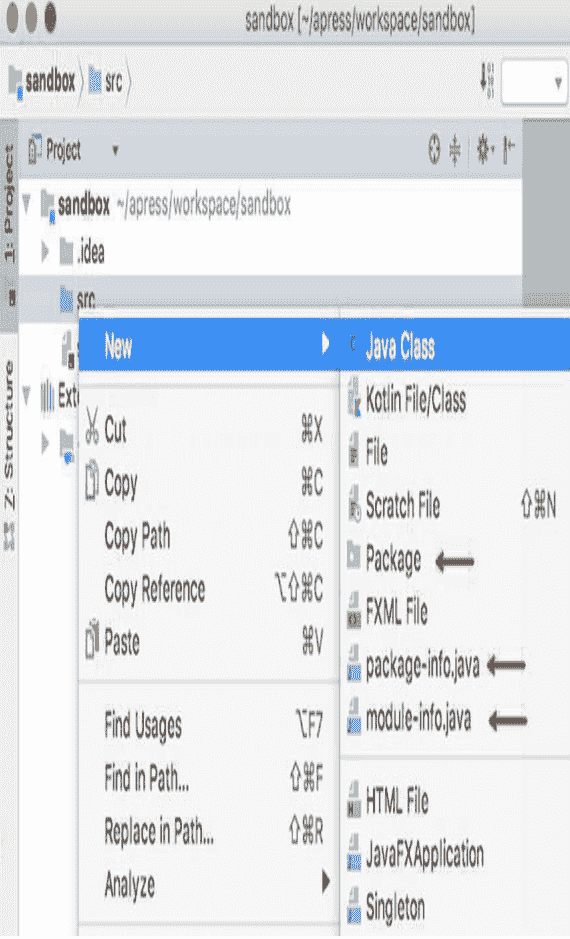 sandbox [~/apress/workspace/sandbox]
sandbox src
1: Project
Project
sandbox ~/apress/workspace/sandbox
.idea
src
Exte
Z: Structure
New
Cut ⌘X
Copy ⌘C
Copy Path ⇧⌘C
Copy Reference ⌥⇧⌘C
Paste ⌘V
Find Usages ⌥F7
Find in Path... ⇧⌘F
Replace in Path... ⇧⌘R
Analyze
Java Class
Kotlin File/Class
File
Scratch File ⇧⌘N
Package
FXML File
package-info.java
module-info.java
HTML File
JavaFXApplication
Singleton